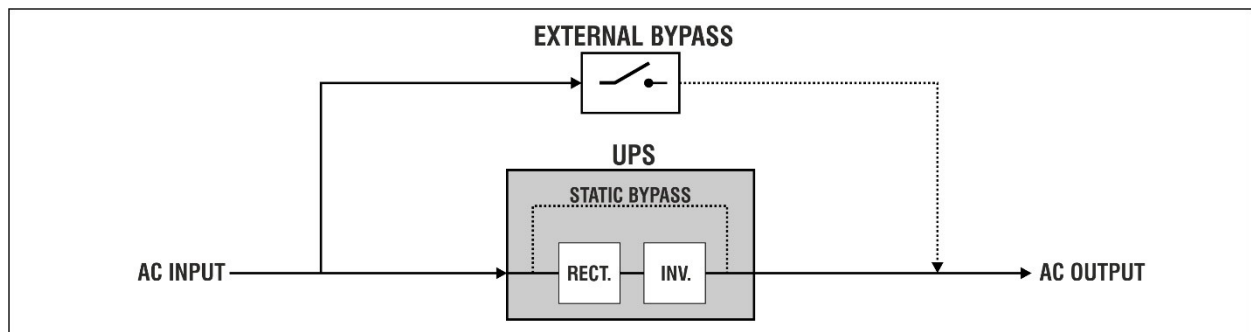 EXTERNAL BYPASS
UPS
STATIC BYPASS
AC INPUT
RECT.
INV.
AC OUTPUT